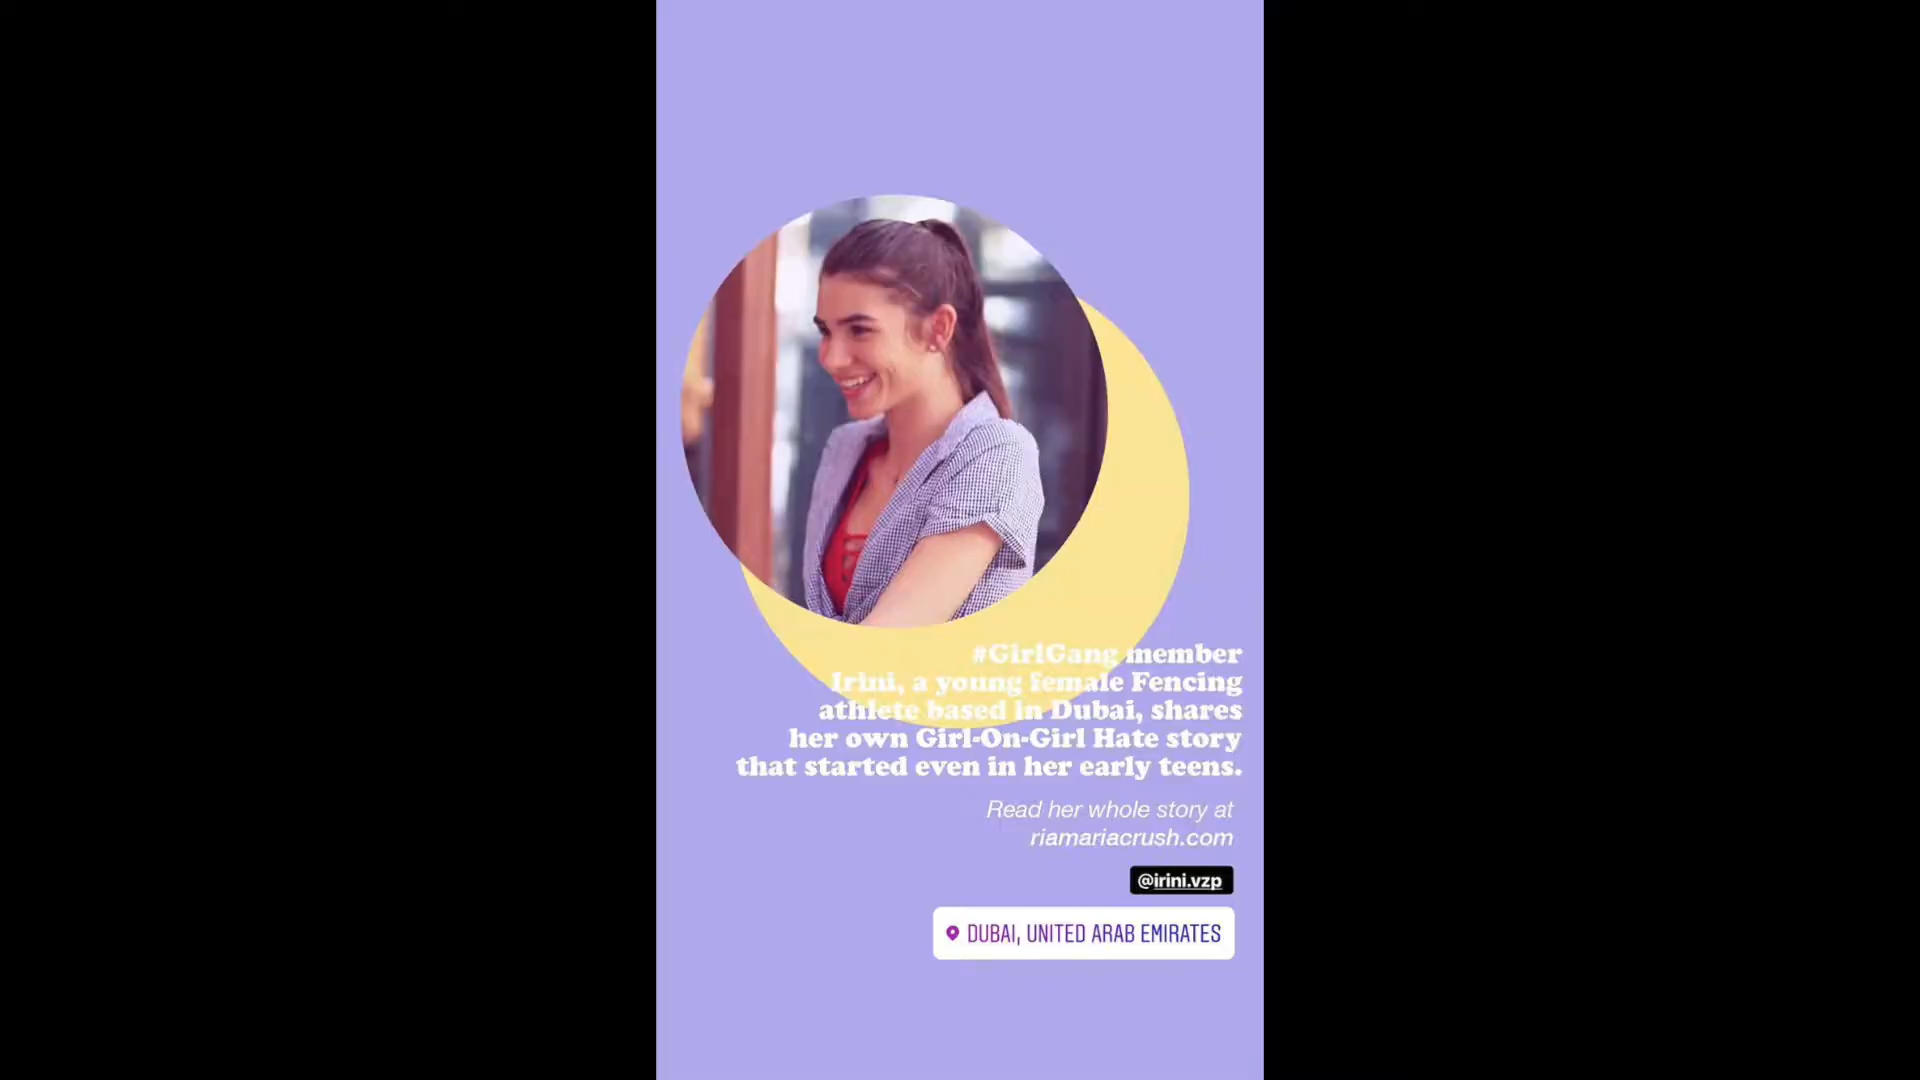 #GirlGang member
Irini, a young female Fencing
athlete based in Dubai, shares
her own Girl-On-Girl Hate story
that started even in her early teens.
Read her whole story at
riamariacrush.com
@irini.vzp
DUBAI, UNITED ARAB EMIRATES